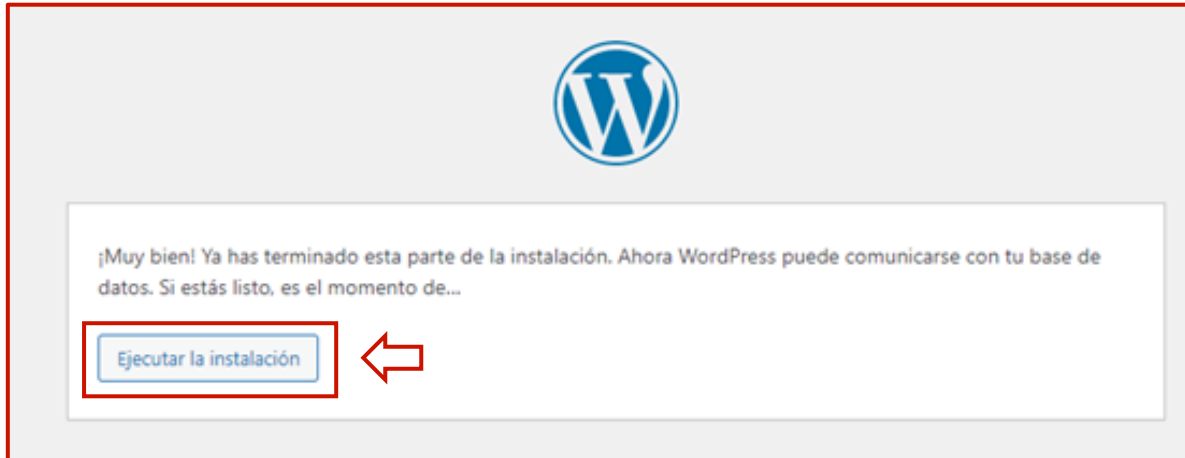 ¡Muy bien! Ya has terminado esta parte de la instalación. Ahora WordPress puede comunicarse con tu base de
datos. Si estás listo, es el momento de...
Ejecutar la instalación